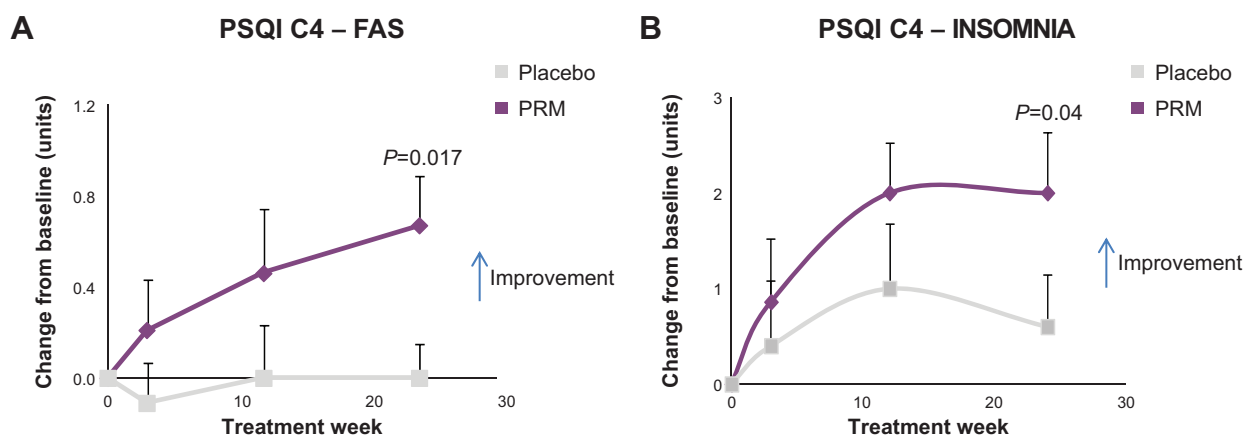 A
PSQI C4 – FAS
Placebo
PRM
Change from baseline (units)
1.2
0.8
0.4
0.0
P=0.017
Improvement
0
10
20
30
Treatment week
B
PSQI C4 – INSOMNIA
Placebo
PRM
Change from baseline (units)
3
2
1
0
P=0.04
Improvement
0
10
20
30
Treatment week